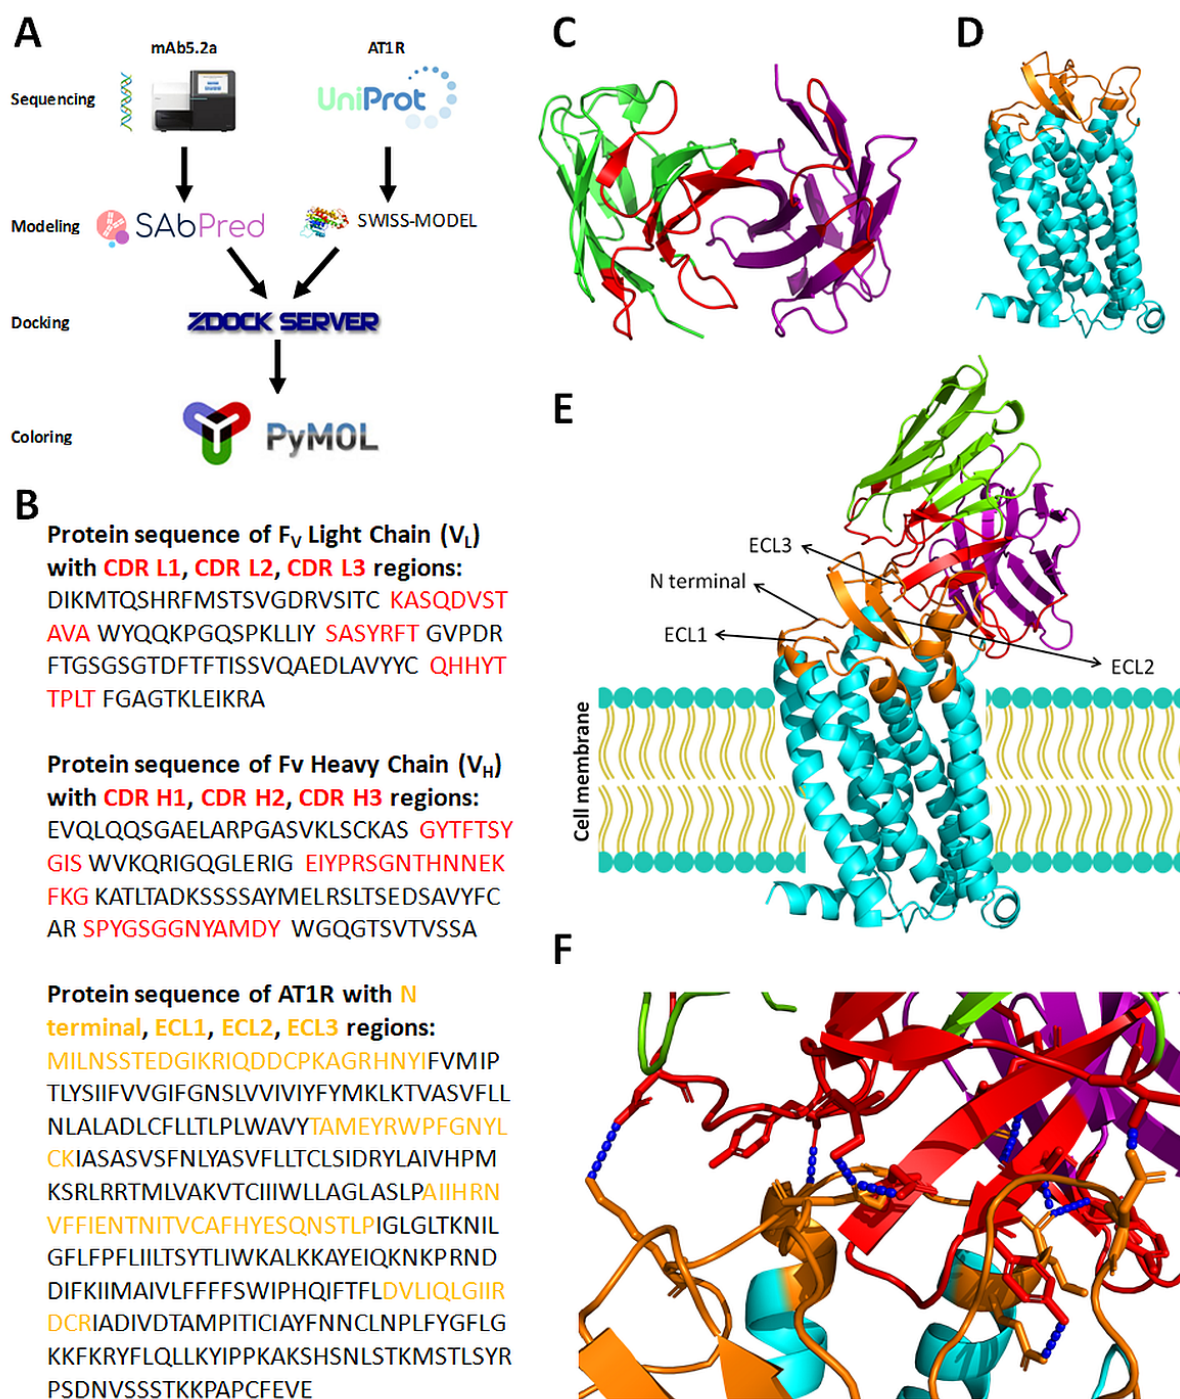 A
mAb5.2a
AT1R
Sequencing
UniProt
Modeling
SAbPred
SWISS-MODEL
Docking
ZDOCK SERVER
Coloring
PyMOL
B
Protein sequence of FV Light Chain (VL)
with CDR L1, CDR L2, CDR L3 regions:
DIKMTQSHRFMSTSVGDRVSITC KASQDVST
AVA WYQQKPGQSPKLLIY SASYRFT GVPDR
FTGSGSGTDFTFTISSVQAEDLAVYYC QHHYT
TPLT FGAGTKLEIKRA
Protein sequence of Fv Heavy Chain (VH)
with CDR H1, CDR H2, CDR H3 regions:
EVQLQQSGAELARPGASVKLSCKAS GYTFTSY
GIS WVKQRIGQGLERIG EIYPRSGNTHNNEK
FKG KATLTADKSSSSAYMELRSLTSEDSAVYFC
AR SPYGSGGNYAMDY WGQGTSVTVSSA
Protein sequence of AT1R with N
terminal, ECL1, ECL2, ECL3 regions:
MILNSSTEDGIKRIQDDCPKAGRHNYIFVMIP
TLYSIIFVVGIFGNSLVVIVIYFYMKLKTVASVFLL
NLALADLCFLLTLPLWAVYTAMEYRWPFGNYL
CKIASASVSFNLYASVFLLTCLSIDRYLAIVHPM
KSRLRRTMLVAKVTCIIIWLLAGLASLPAIIHRN
VFFIENTNITVCAFHYESQNSTLPIGLGLTKNIL
GFLFPFLIILTSYTLIWKALKKAYEIQKNKPRND
DIFKIIMAIVLFFFFSWIPHQIFTFLDVLIQLGIIR
DCRIADIVDTAMPITICIAYFNNCLNPLFYGFLG
KKFKRYFLQLLKYIPPKAKSHSNLSTKMSTLSYR
PSDNVSSSTKKPAPCFEVE
C
D
E
ECL3
N terminal
ECL1
ECL2
Cell membrane
F